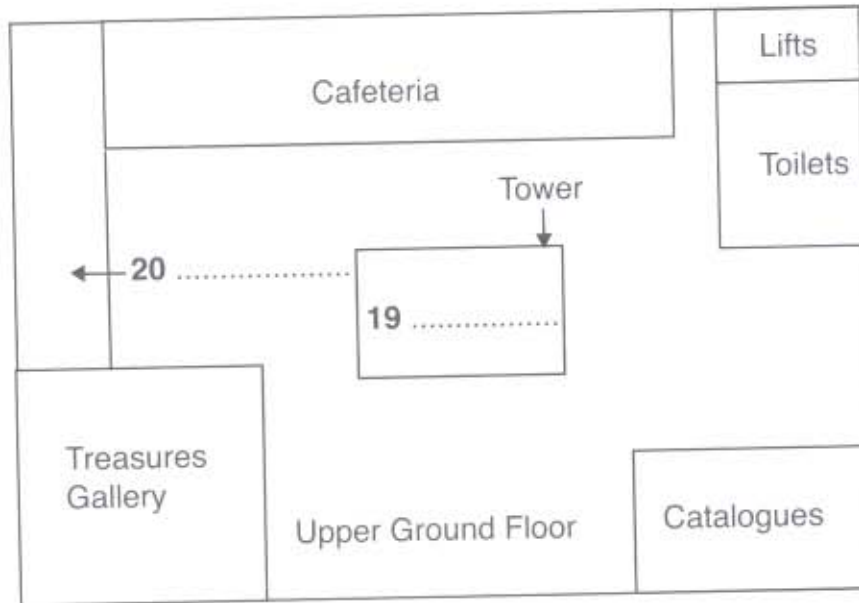 Lifts
Cafeteria
Toilets
Tower
20 ....................
19 ..................
Treasures
Gallery
Upper Ground Floor
Catalogues